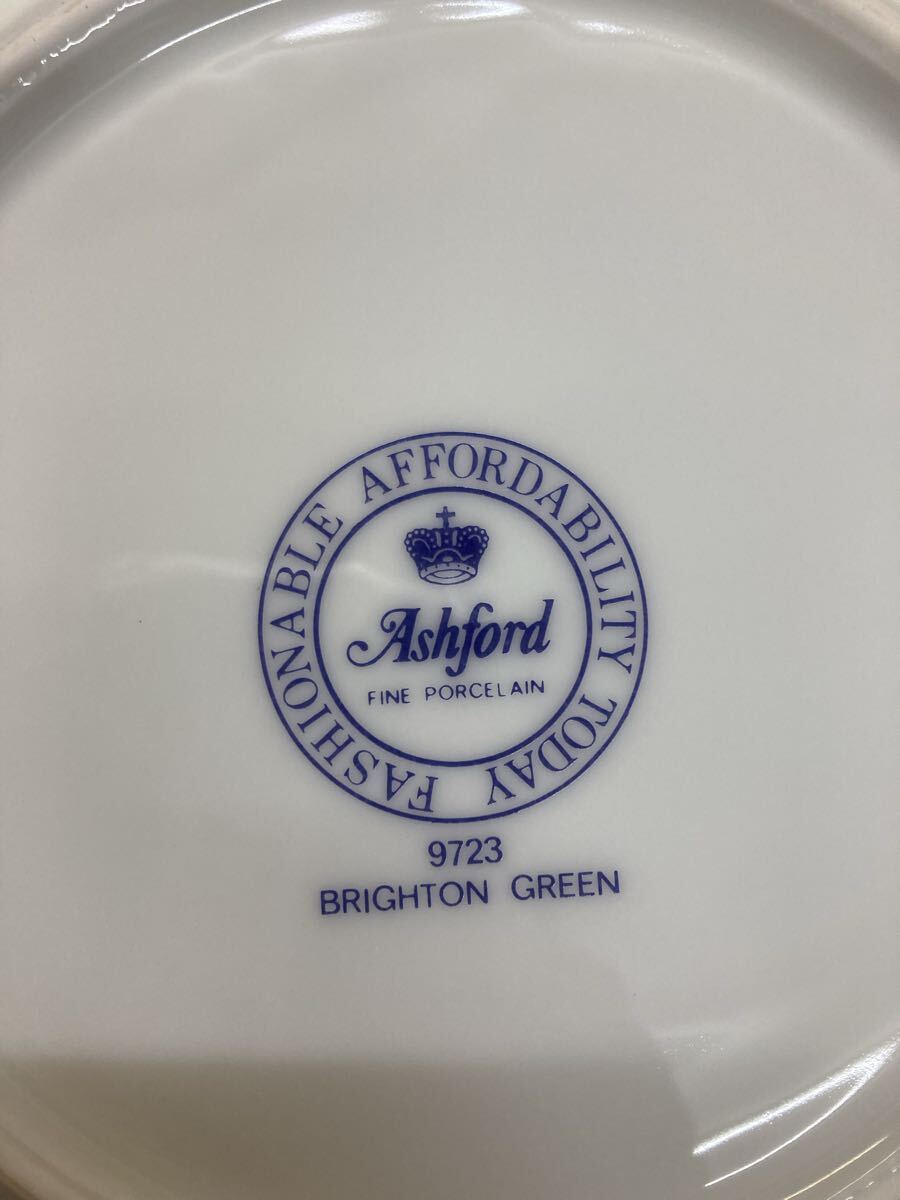 FASHIONABLE AFFORDABILITY TODAY
Ashford
FINE PORCELAIN
9723
BRIGHTON GREEN